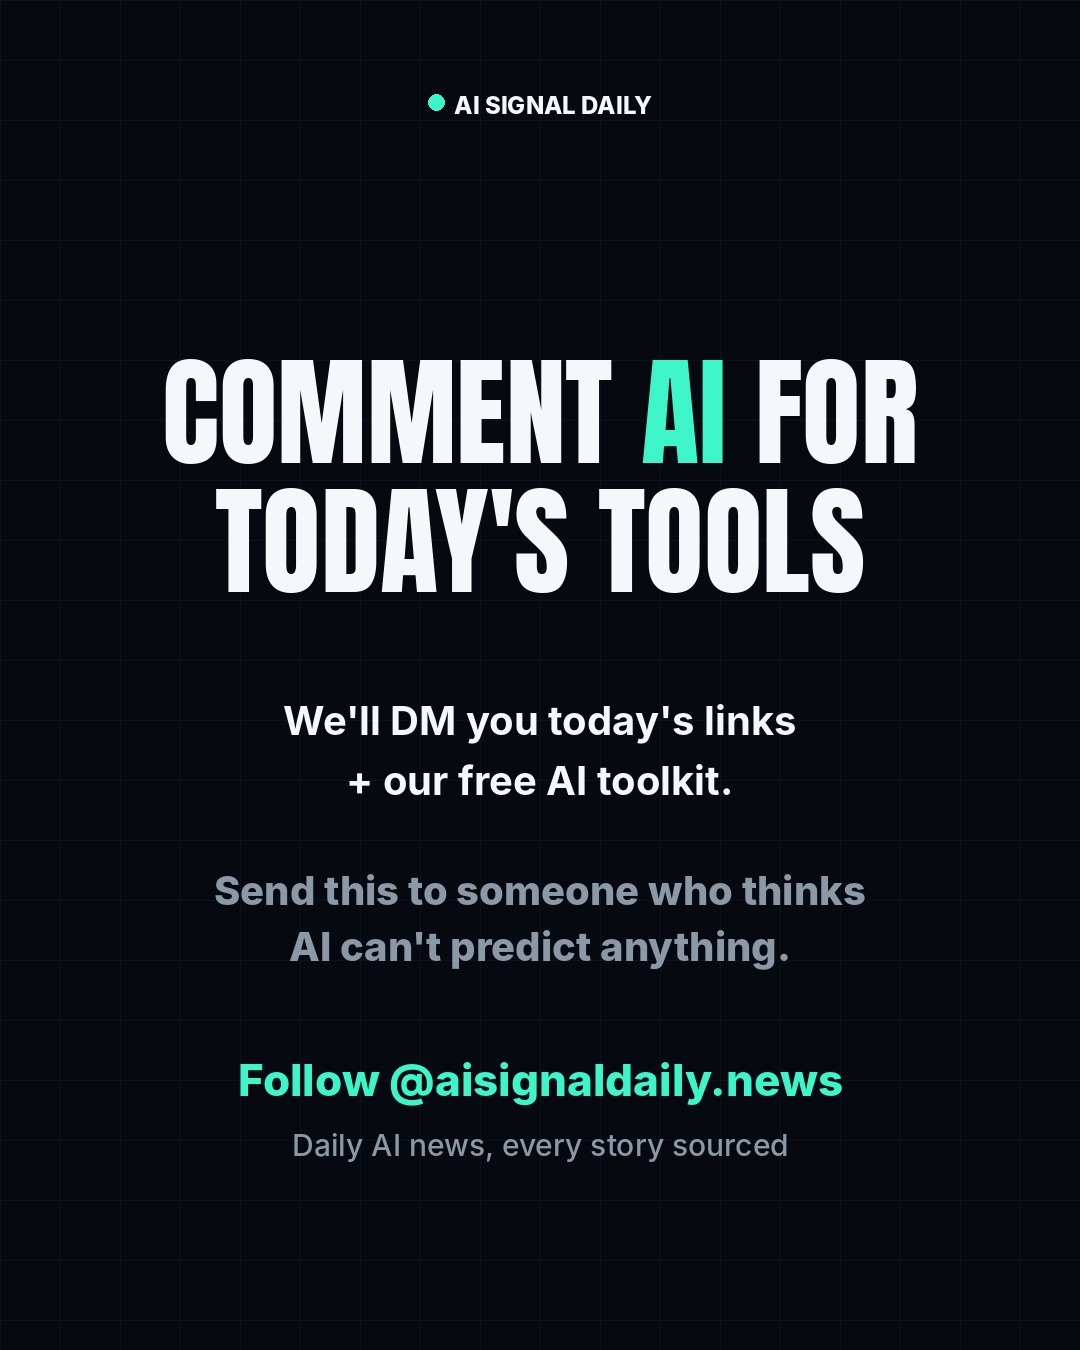 AI SIGNAL DAILY
COMMENT AI FOR
TODAY'S TOOLS
We'll DM you today's links
+ our free AI toolkit.
Send this to someone who thinks
AI can't predict anything.
Follow @aisignaldaily.news
Daily AI news, every story sourced